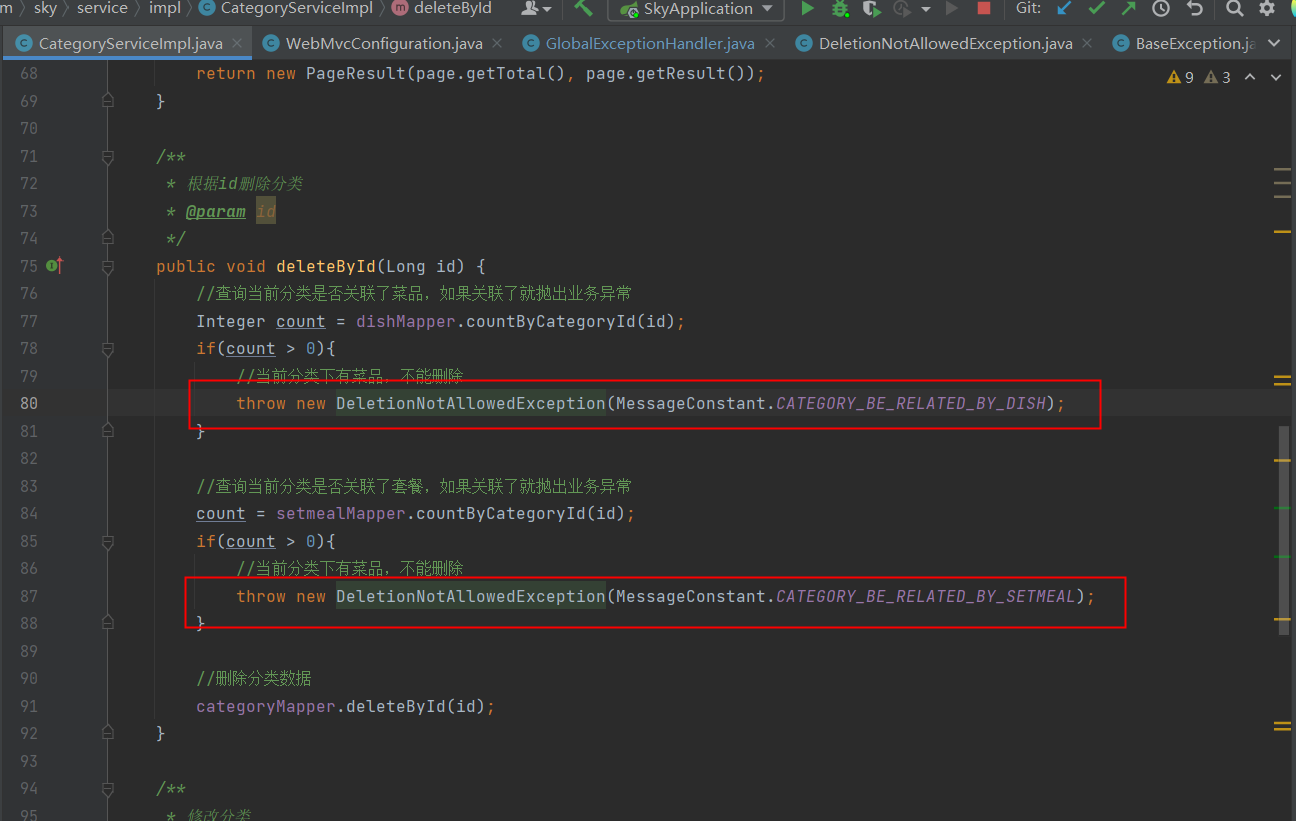 m sky service impl CategoryServiceImpl deleteById SkyApplication Git:
CategoryServiceImpl.java WebMvcConfiguration.java GlobalExceptionHandler.java DeletionNotAllowedException.java BaseException.ja
68 return new PageResult(page.getTotal(), page.getResult());
9 3
69 }
70
71 /**
72 * 根据id删除分类
73 * @param id
74 */
75 public void deleteById(Long id) {
76 //查询当前分类是否关联了菜品，如果关联了就抛出业务异常
77 Integer count = dishMapper.countByCategoryId(id);
78 if(count > 0){
79 //当前分类下有菜品，不能删除
80 throw new DeletionNotAllowedException(MessageConstant.CATEGORY_BE_RELATED_BY_DISH);
81 }
82
83 //查询当前分类是否关联了套餐，如果关联了就抛出业务异常
84 count = setmealMapper.countByCategoryId(id);
85 if(count > 0){
86 //当前分类下有菜品，不能删除
87 throw new DeletionNotAllowedException(MessageConstant.CATEGORY_BE_RELATED_BY_SETMEAL);
88 }
89
90 //删除分类数据
91 categoryMapper.deleteById(id);
92 }
93
94 /**
95 * 修改分类